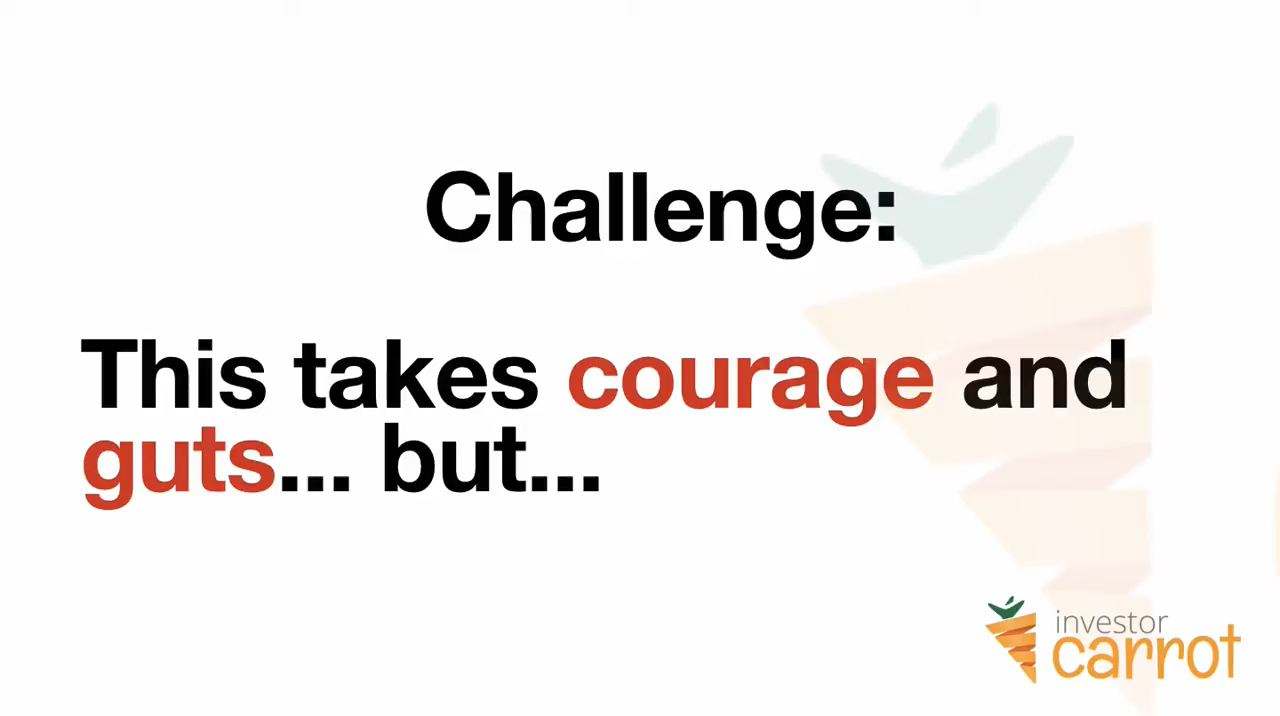 Challenge:
This takes courage and
guts... but...
investor
carrot